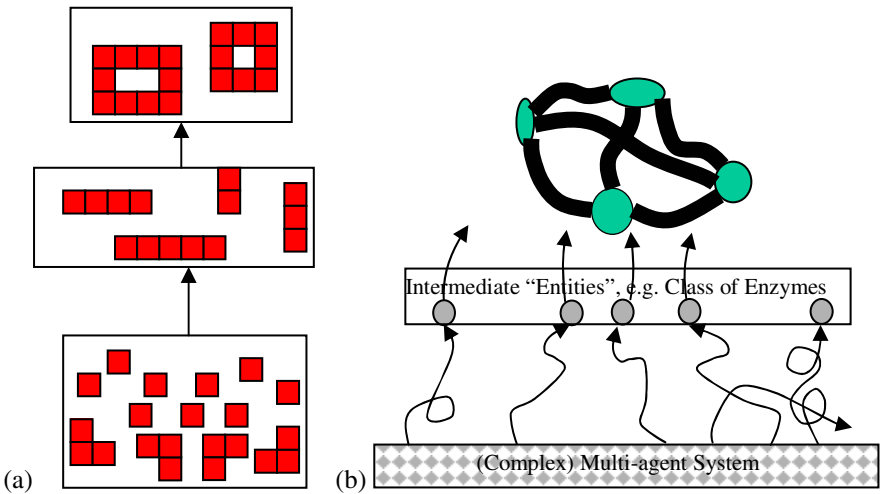 Intermediate “Entities”, e.g. Class of Enzymes
(Complex) Multi-agent System
(a)
(b)